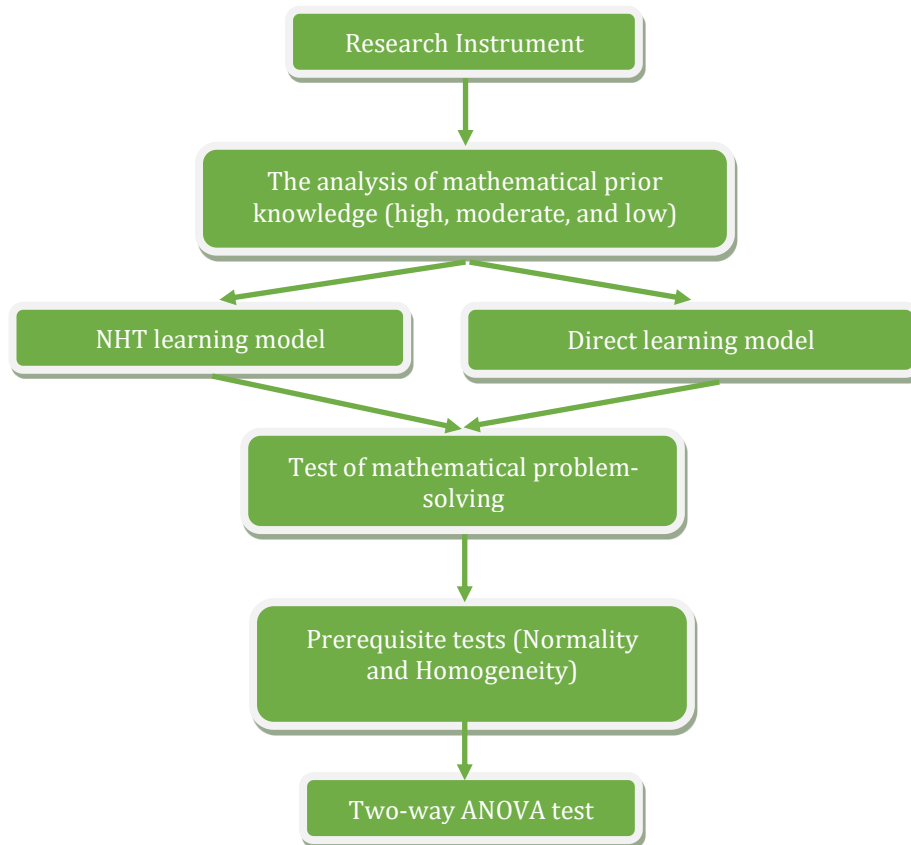 Research Instrument
The analysis of mathematical prior
knowledge (high, moderate, and low)
NHT learning model
Direct learning model
Test of mathematical problem-
solving
Prerequisite tests (Normality
and Homogeneity)
Two-way ANOVA test